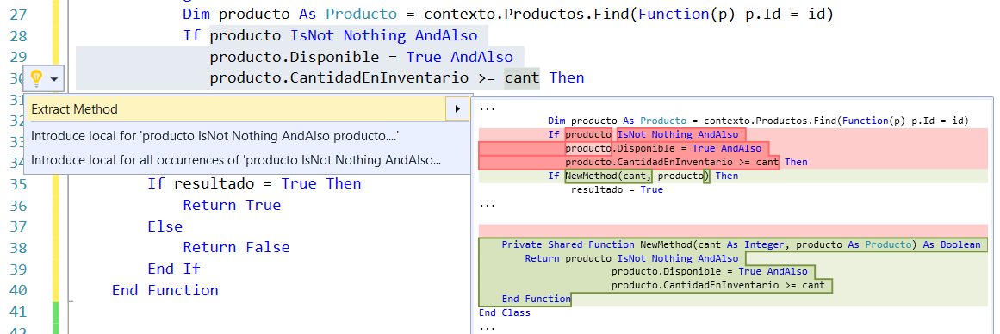 27 Dim producto As Producto = contexto.Productos.Find(Function(p) p.Id = id)
28 If producto IsNot Nothing AndAlso
29 producto.Disponible = True AndAlso
30 producto.CantidadEnInventario >= cant Then
31
Extract Method
32
Introduce local for 'producto IsNot Nothing AndAlso producto....'
33
Introduce local for all occurrences of 'producto IsNot Nothing AndAlso...
34
35 If resultado = True Then
36 Return True
37 Else
38 Return False
39 End If
40 End Function
41
42
...
Dim producto As Producto = contexto.Productos.Find(Function(p) p.Id = id)
If producto IsNot Nothing AndAlso
producto.Disponible = True AndAlso
producto.CantidadEnInventario >= cant Then
If NewMethod(cant, producto) Then
resultado = True
...
Private Shared Function NewMethod(cant As Integer, producto As Producto) As Boolean
Return producto IsNot Nothing AndAlso
producto.Disponible = True AndAlso
producto.CantidadEnInventario >= cant
End Function
End Class
...